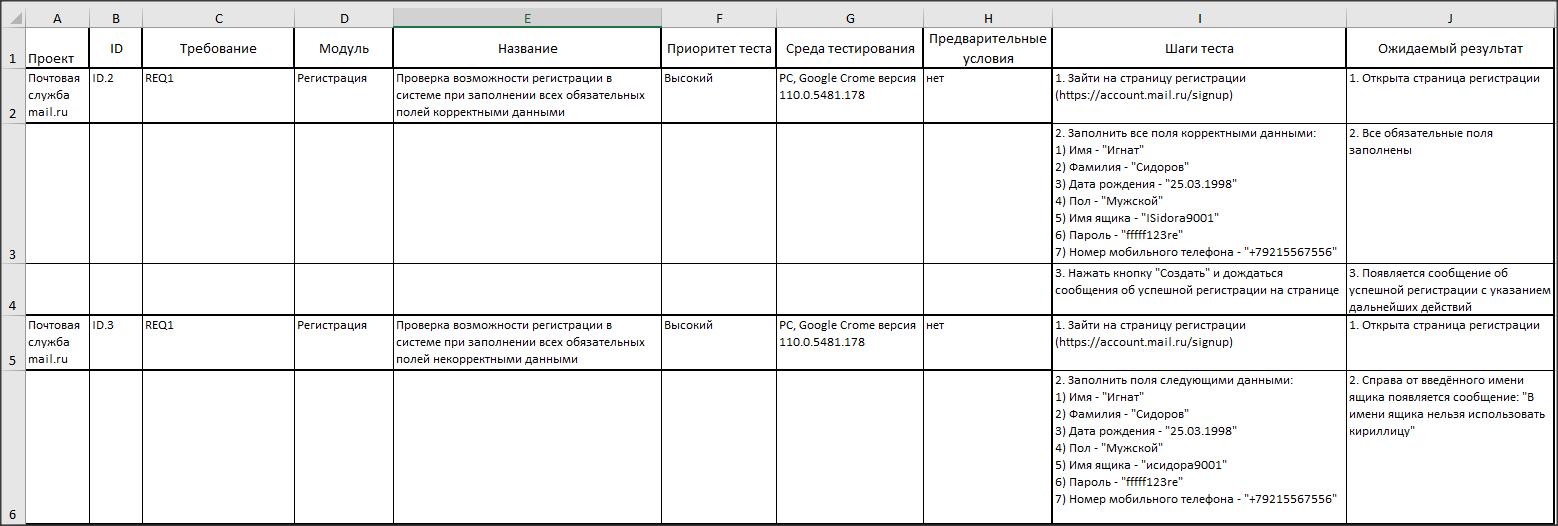 A B C D E F G H I J
1 Проект ID Требование Модуль Название Приоритет теста Среда тестирования Предварительные условия Шаги теста Ожидаемый результат
2
Почтовая служба mail.ru
ID.2
REQ1
Регистрация
Проверка возможности регистрации в
системе при заполнении всех обязательных
полей корректными данными
Высокий
PC, Google Crome версия
110.0.5481.178
нет
1. Зайти на страницу регистрации
(https://account.mail.ru/signup)
1. Открыта страница регистрации
3
2. Заполнить все поля корректными данными:
1) Имя - "Игнат"
2) Фамилия - "Сидоров"
3) Дата рождения - "25.03.1998"
4) Пол - "Мужской"
5) Имя ящика - "ISidora9001"
6) Пароль - "fffff123re"
7) Номер мобильного телефона - "+79215567556"
2. Все обязательные поля
заполнены
4
3. Нажать кнопку "Создать" и дождаться
сообщения об успешной регистрации на странице
3. Появляется сообщение об
успешной регистрации с указанием
дальнейших действий
5
Почтовая
служба
mail.ru
ID.3
REQ1
Регистрация
Проверка возможности регистрации в
системе при заполнении всех обязательных
полей некорректными данными
Высокий
PC, Google Crome версия
110.0.5481.178
нет
1. Зайти на страницу регистрации
(https://account.mail.ru/signup)
1. Открыта страница регистрации
6
2. Заполнить поля следующими данными:
1) Имя - "Игнат"
2) Фамилия - "Сидоров"
3) Дата рождения - "25.03.1998"
4) Пол - "Мужской"
5) Имя ящика - "исидора9001"
6) Пароль - "fffff123re"
7) Номер мобильного телефона - "+79215567556"
2. Справа от введённого имени
ящика появляется сообщение: "В
имени ящика нельзя использовать
кириллицу"